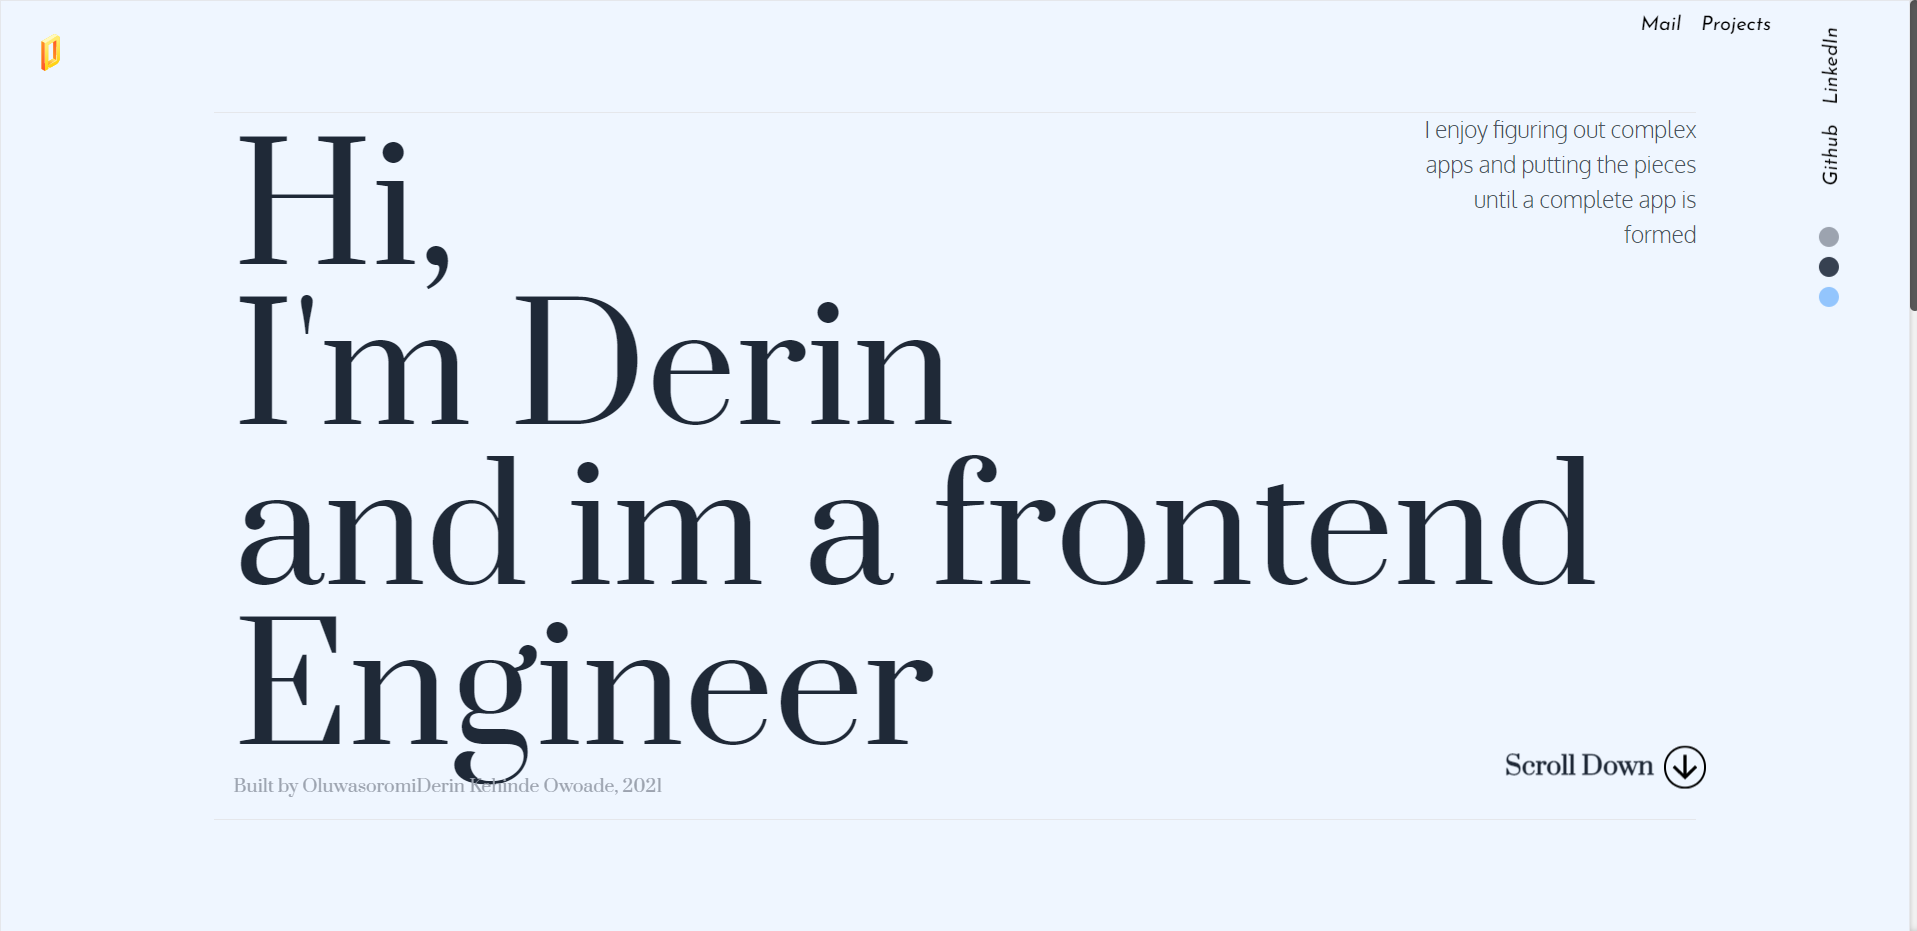 Mail Projects
LinkedIn
Github
I enjoy figuring out complex
apps and putting the pieces
until a complete app is
formed
Hi,
I'm Derin
and im a frontend
Engineer
Built by OluwasoromiDerin Kehinde Owoade, 2021
Scroll Down